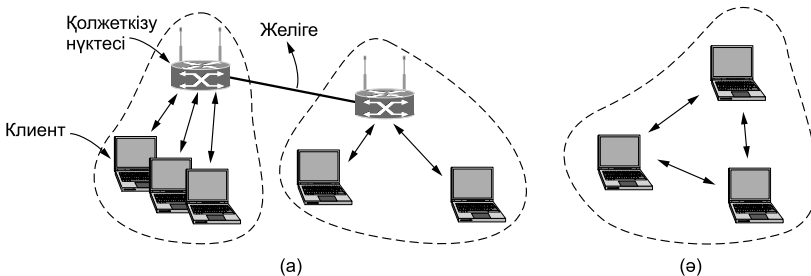 Қолжеткізу
нүктесі
Желіге
Клиент
(а)
(ә)